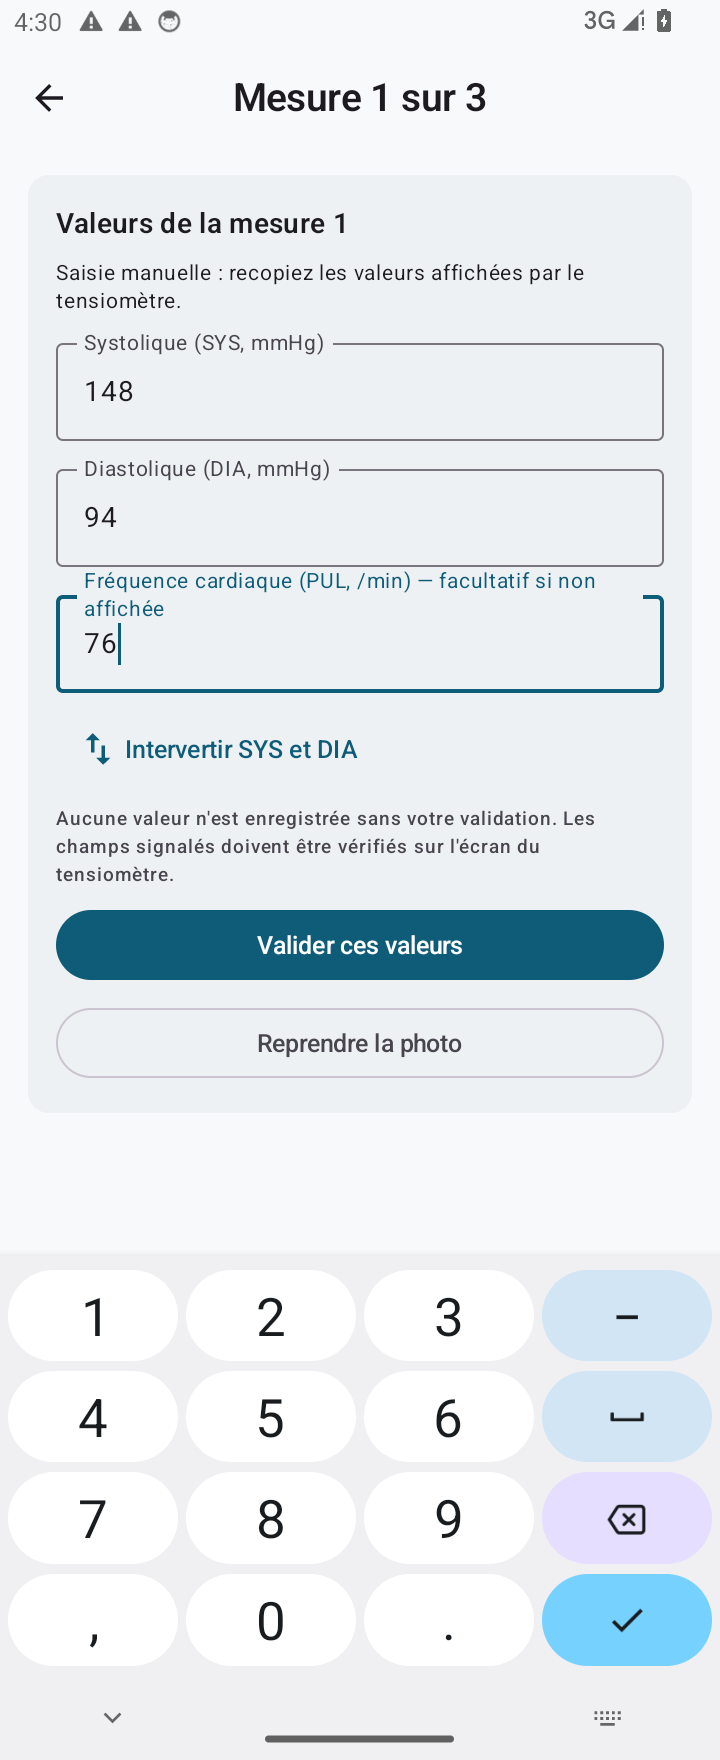 4:30
3G
Mesure 1 sur 3
Valeurs de la mesure 1
Saisie manuelle : recopiez les valeurs affichées par le
tensiomètre.
Systolique (SYS, mmHg)
148
Diastolique (DIA, mmHg)
94
Fréquence cardiaque (PUL, /min) — facultatif si non
affichée
76
Intervertir SYS et DIA
Aucune valeur n'est enregistrée sans votre validation. Les
champs signalés doivent être vérifiés sur l'écran du
tensiomètre.
Valider ces valeurs
Reprendre la photo
1 2 3 –
4 5 6
7 8 9
, 0 .